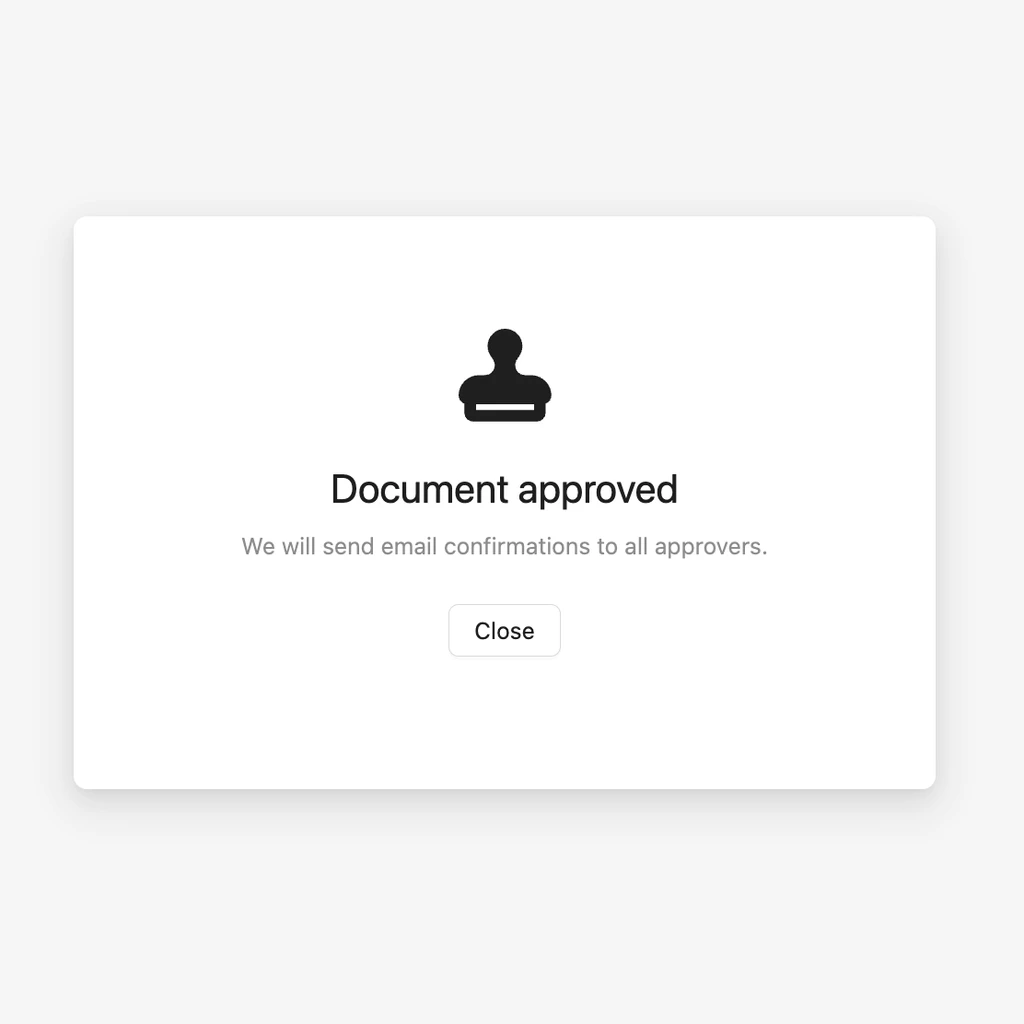 Document approved
We will send email confirmations to all approvers.
Close